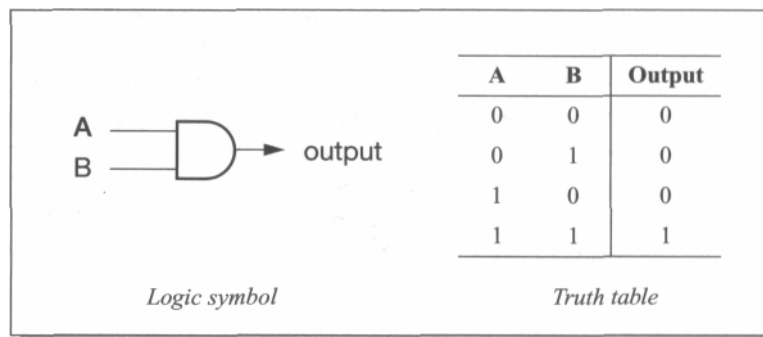 A
B
output
A B Output
0 0 0
0 1 0
1 0 0
1 1 1
Logic symbol
Truth table